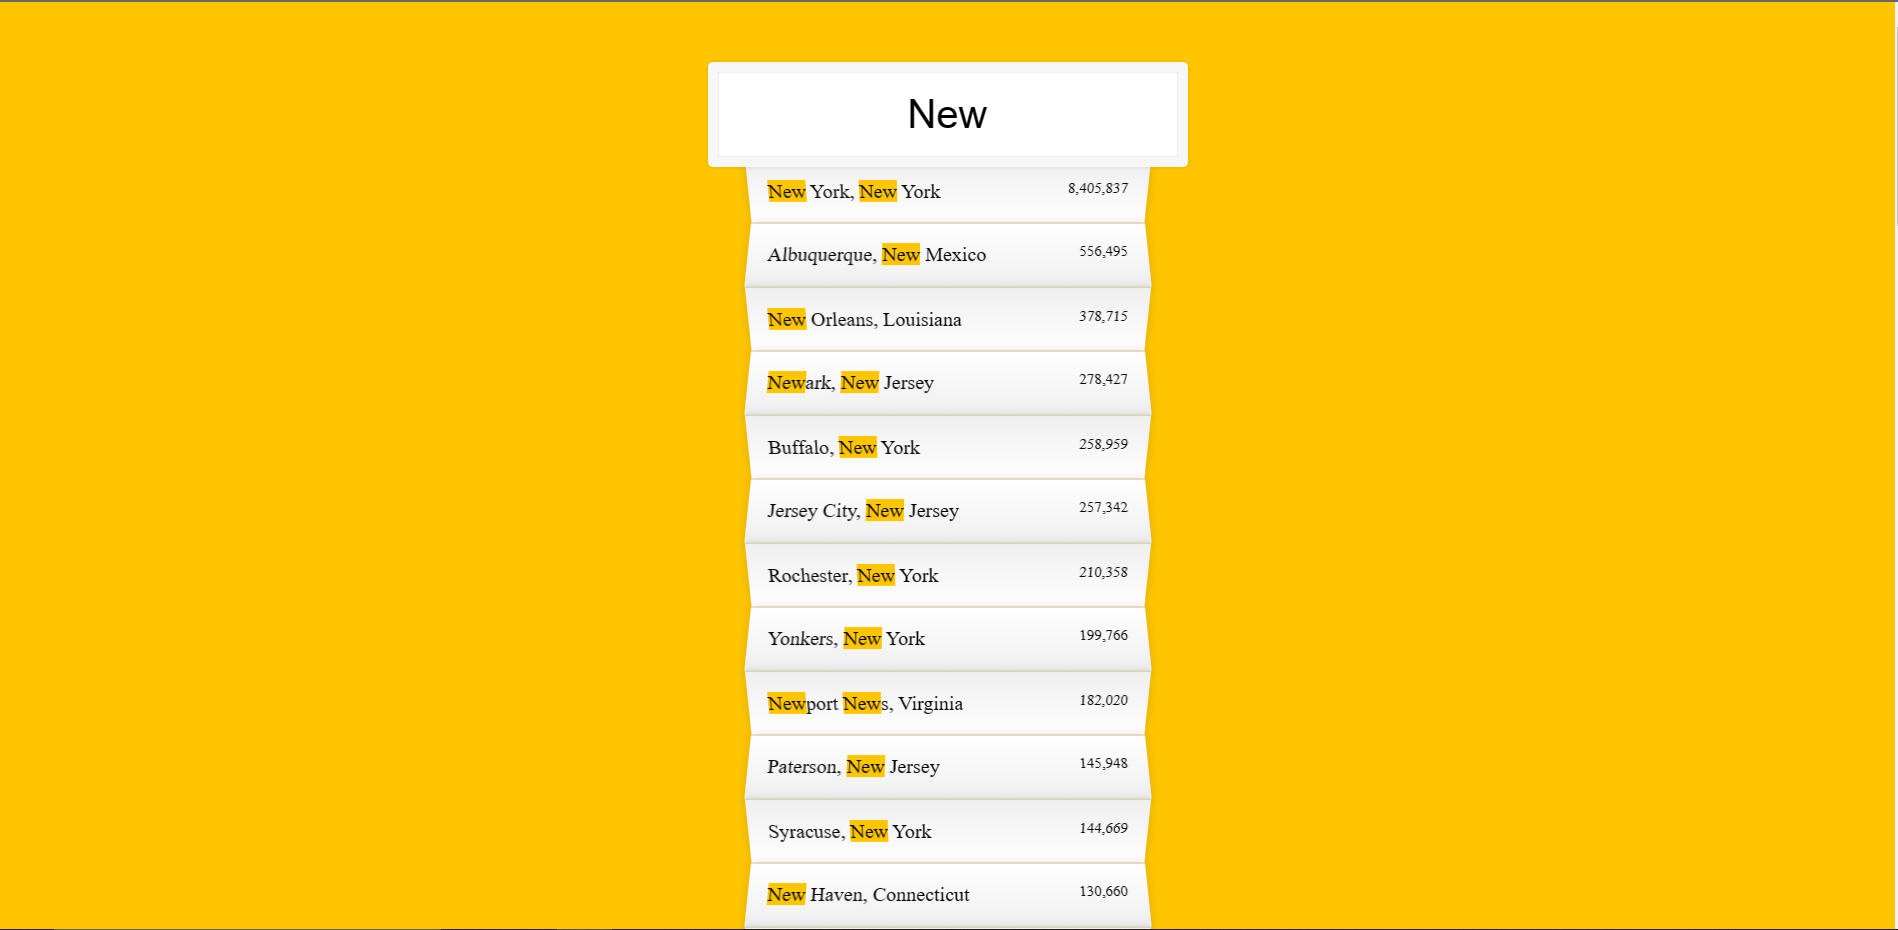 New
New York, New York 8,405,837
Albuquerque, New Mexico 556,495
New Orleans, Louisiana 378,715
Newark, New Jersey 278,427
Buffalo, New York 258,959
Jersey City, New Jersey 257,342
Rochester, New York 210,358
Yonkers, New York 199,766
Newport News, Virginia 182,020
Paterson, New Jersey 145,948
Syracuse, New York 144,669
New Haven, Connecticut 130,660